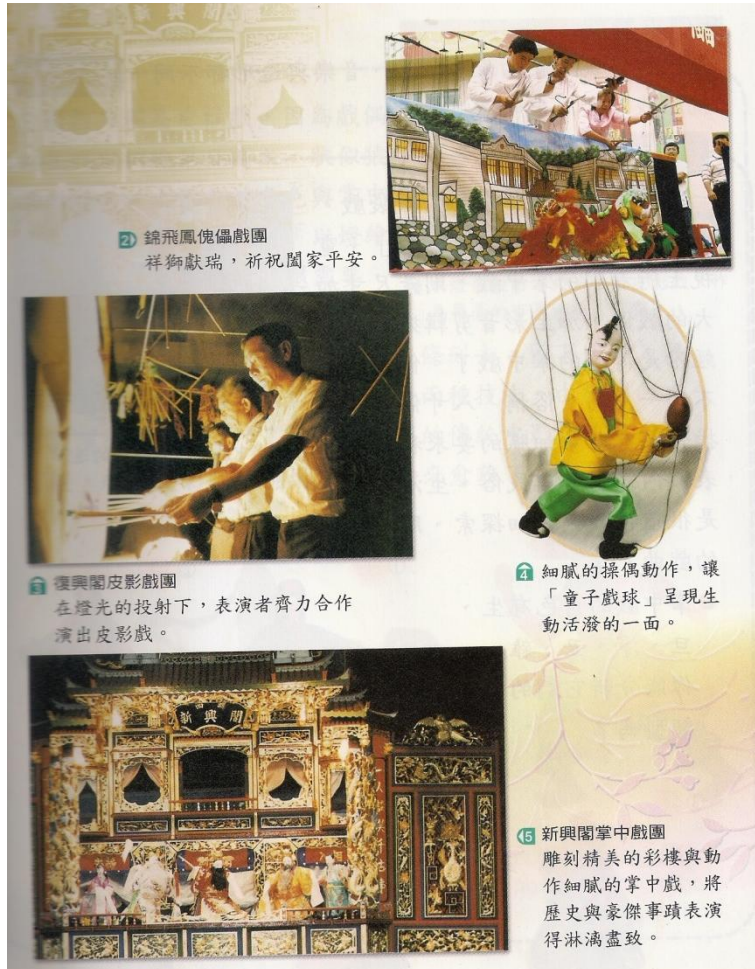 2 錦飛鳳傀儡戲團
祥獅獻瑞，祈祝闔家平安。
3 復興閣皮影戲團
在燈光的投射下，表演者齊力合作
演出皮影戲。
4 細膩的操偶動作，讓
「童子戲球」呈現生
動活潑的一面。
新興閣
5 新興閣掌中戲團
雕刻精美的彩樓與動
作細膩的掌中戲，將
歷史與豪傑事蹟表演
得淋漓盡致。